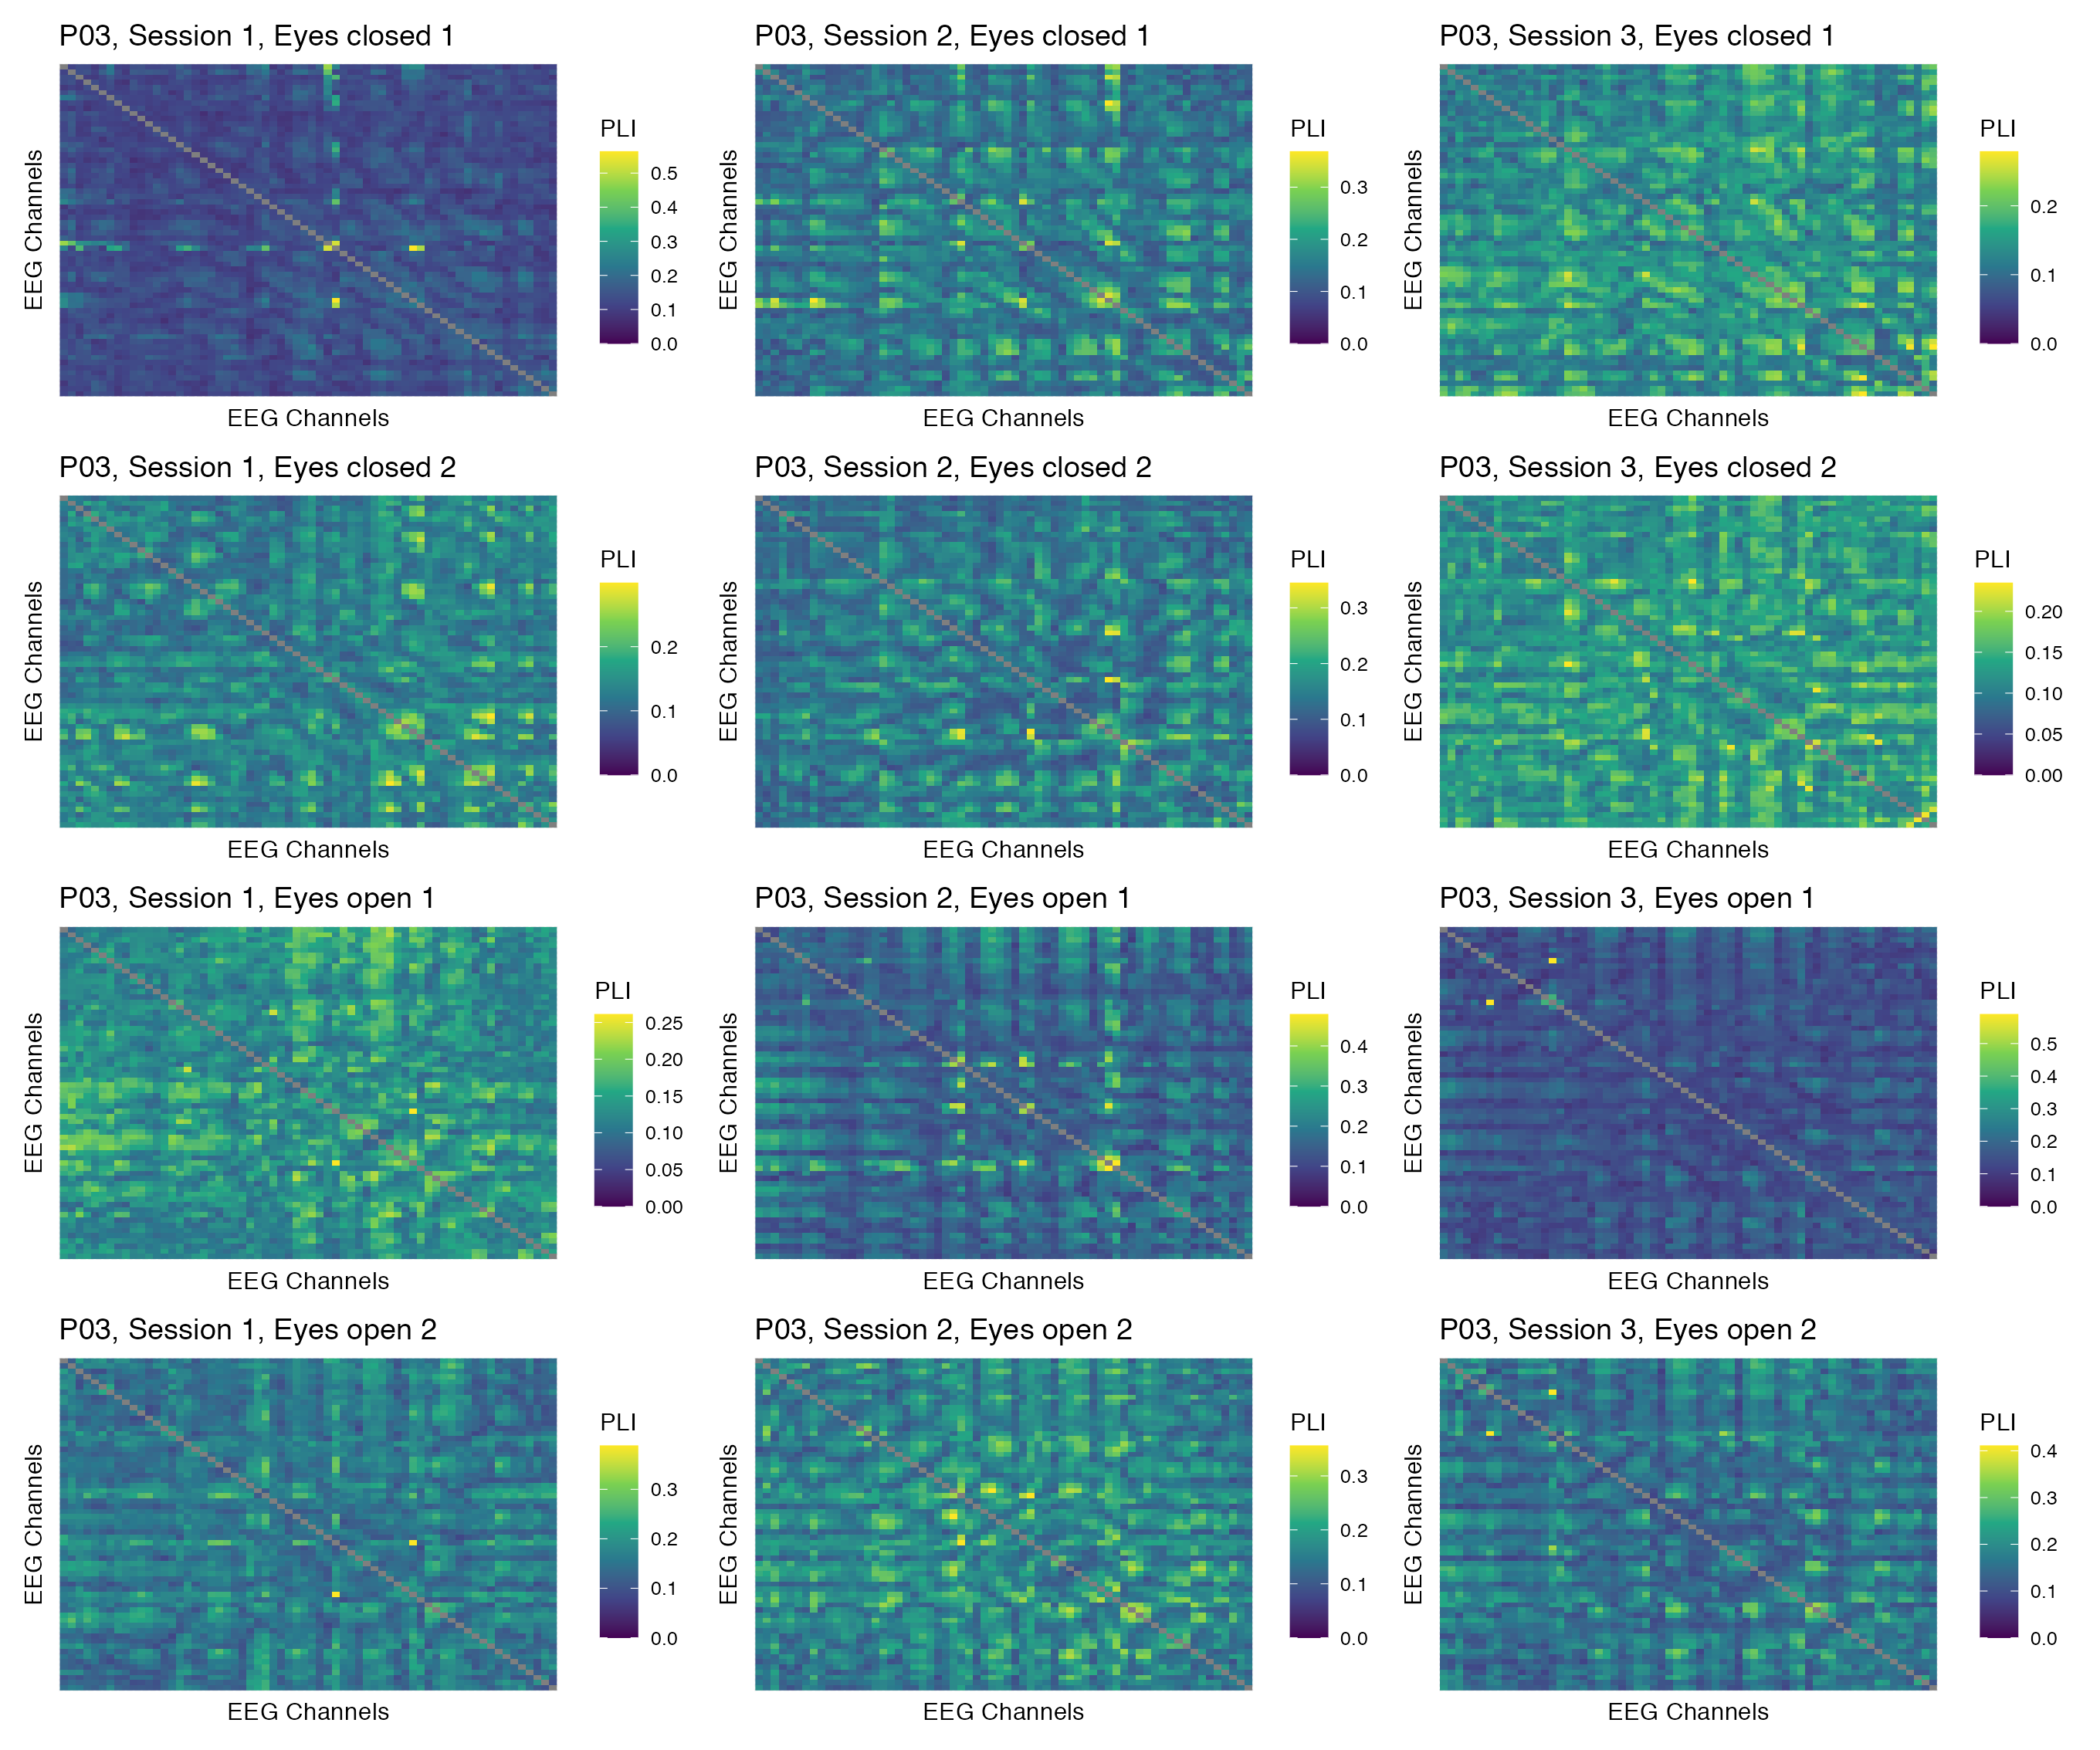 P03, Session 1, Eyes closed 1
EEG Channels
EEG Channels
PLI
0.5
0.4
0.3
0.2
0.1
0.0
P03, Session 2, Eyes closed 1
EEG Channels
EEG Channels
PLI
0.3
0.2
0.1
0.0
P03, Session 3, Eyes closed 1
EEG Channels
EEG Channels
PLI
0.2
0.1
0.0
P03, Session 1, Eyes closed 2
EEG Channels
EEG Channels
PLI
0.2
0.1
0.0
P03, Session 2, Eyes closed 2
EEG Channels
EEG Channels
PLI
0.3
0.2
0.1
0.0
P03, Session 3, Eyes closed 2
EEG Channels
EEG Channels
PLI
0.20
0.15
0.10
0.05
0.00
P03, Session 1, Eyes open 1
EEG Channels
EEG Channels
PLI
0.25
0.20
0.15
0.10
0.05
0.00
P03, Session 2, Eyes open 1
EEG Channels
EEG Channels
PLI
0.4
0.3
0.2
0.1
0.0
P03, Session 3, Eyes open 1
EEG Channels
EEG Channels
PLI
0.5
0.4
0.3
0.2
0.1
0.0
P03, Session 1, Eyes open 2
EEG Channels
EEG Channels
PLI
0.3
0.2
0.1
0.0
P03, Session 2, Eyes open 2
EEG Channels
EEG Channels
PLI
0.3
0.2
0.1
0.0
P03, Session 3, Eyes open 2
EEG Channels
EEG Channels
PLI
0.4
0.3
0.2
0.1
0.0